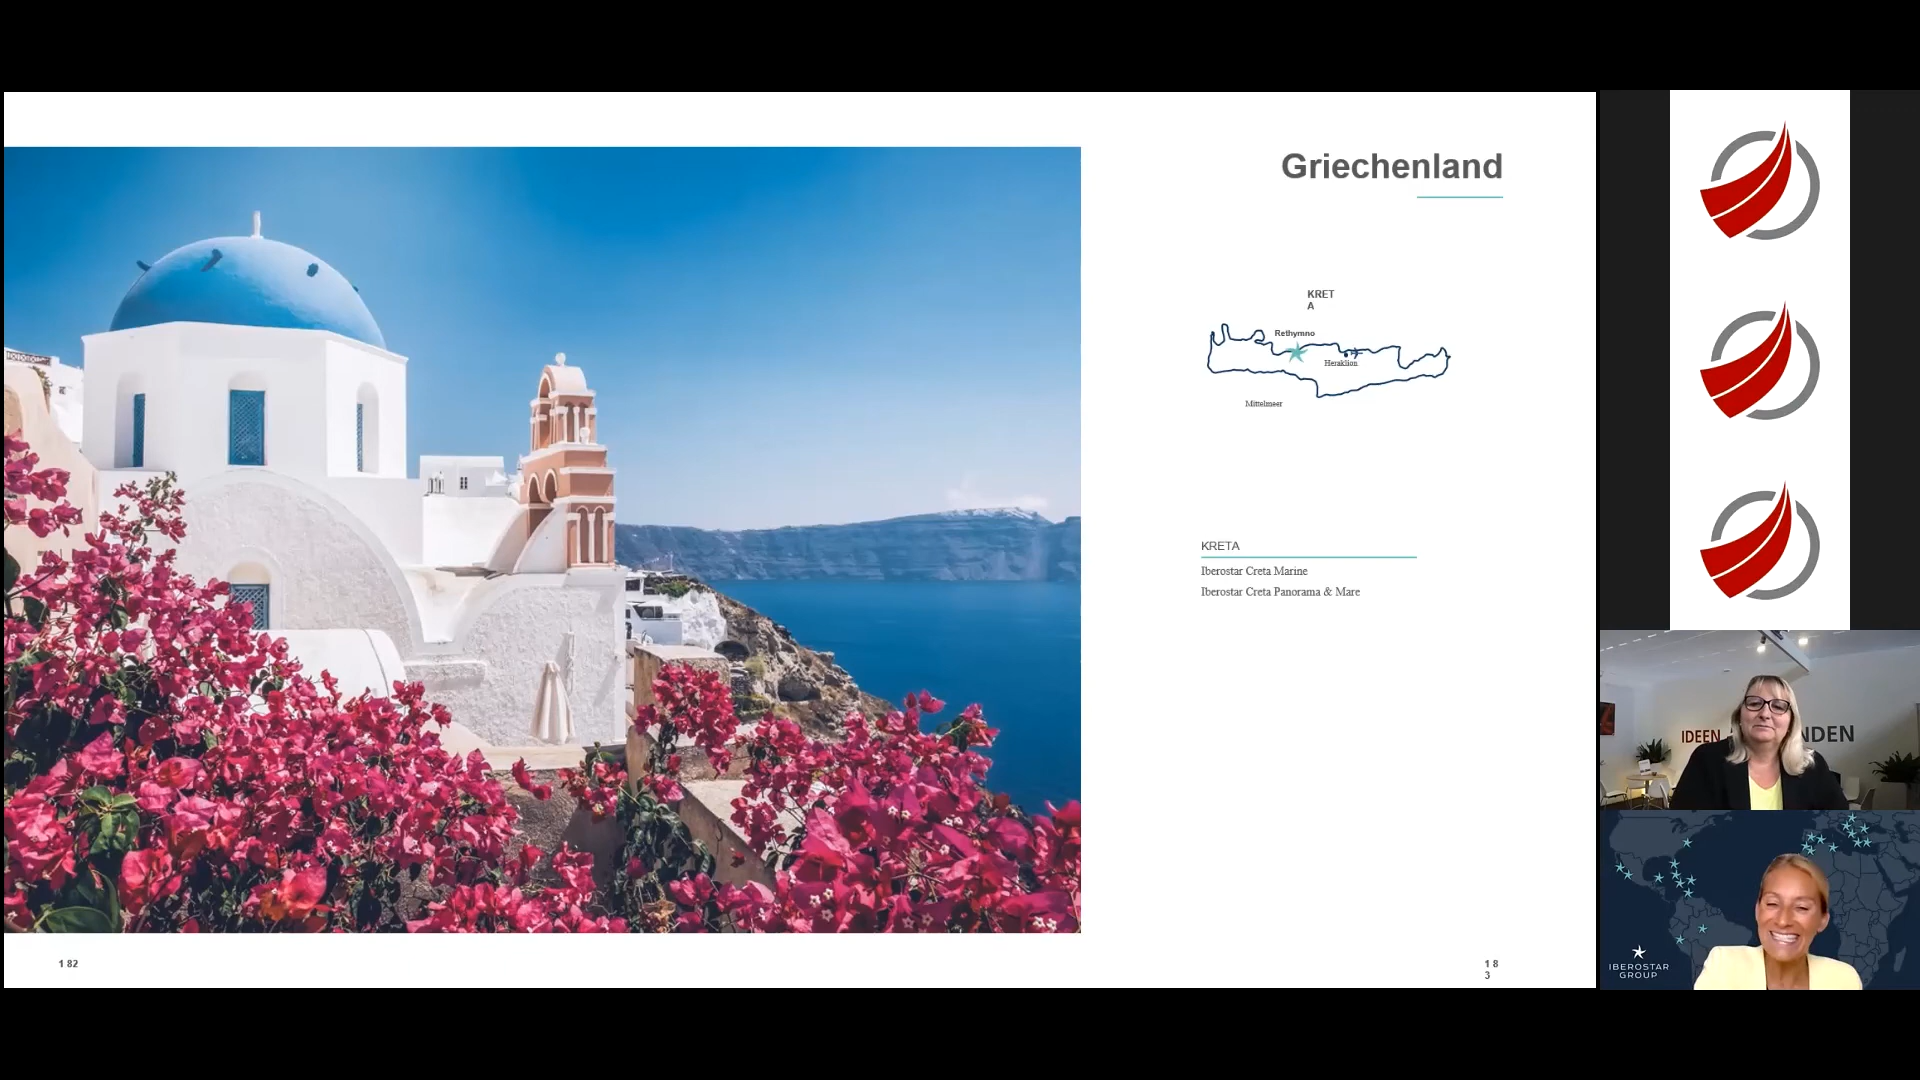 Griechenland
KRET
A
Rethymno
Heraklion
Mittelmeer
KRETA
Iberostar Creta Marine
Iberostar Creta Panorama & Mare
1 82
1 8
3
IDEEN
NDEN
IBEROSTAR
GROUP